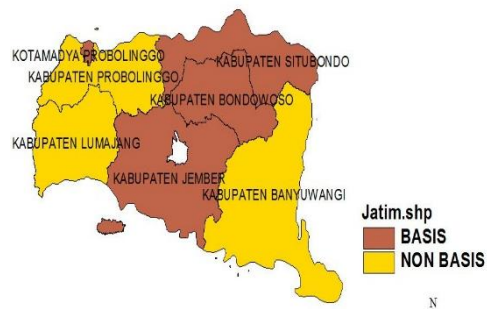 KOTAMADYA PROBOLINGGO
KABUPATEN SITUBONDO
KABUPATEN PROBOLINGGO
KABUPATEN BONDOWOSO
KABUPATEN LUMAJANG
KABUPATEN JEMBER
KABUPATEN BANYUWANGI
Jatim.shp
BASIS
NON BASIS
N